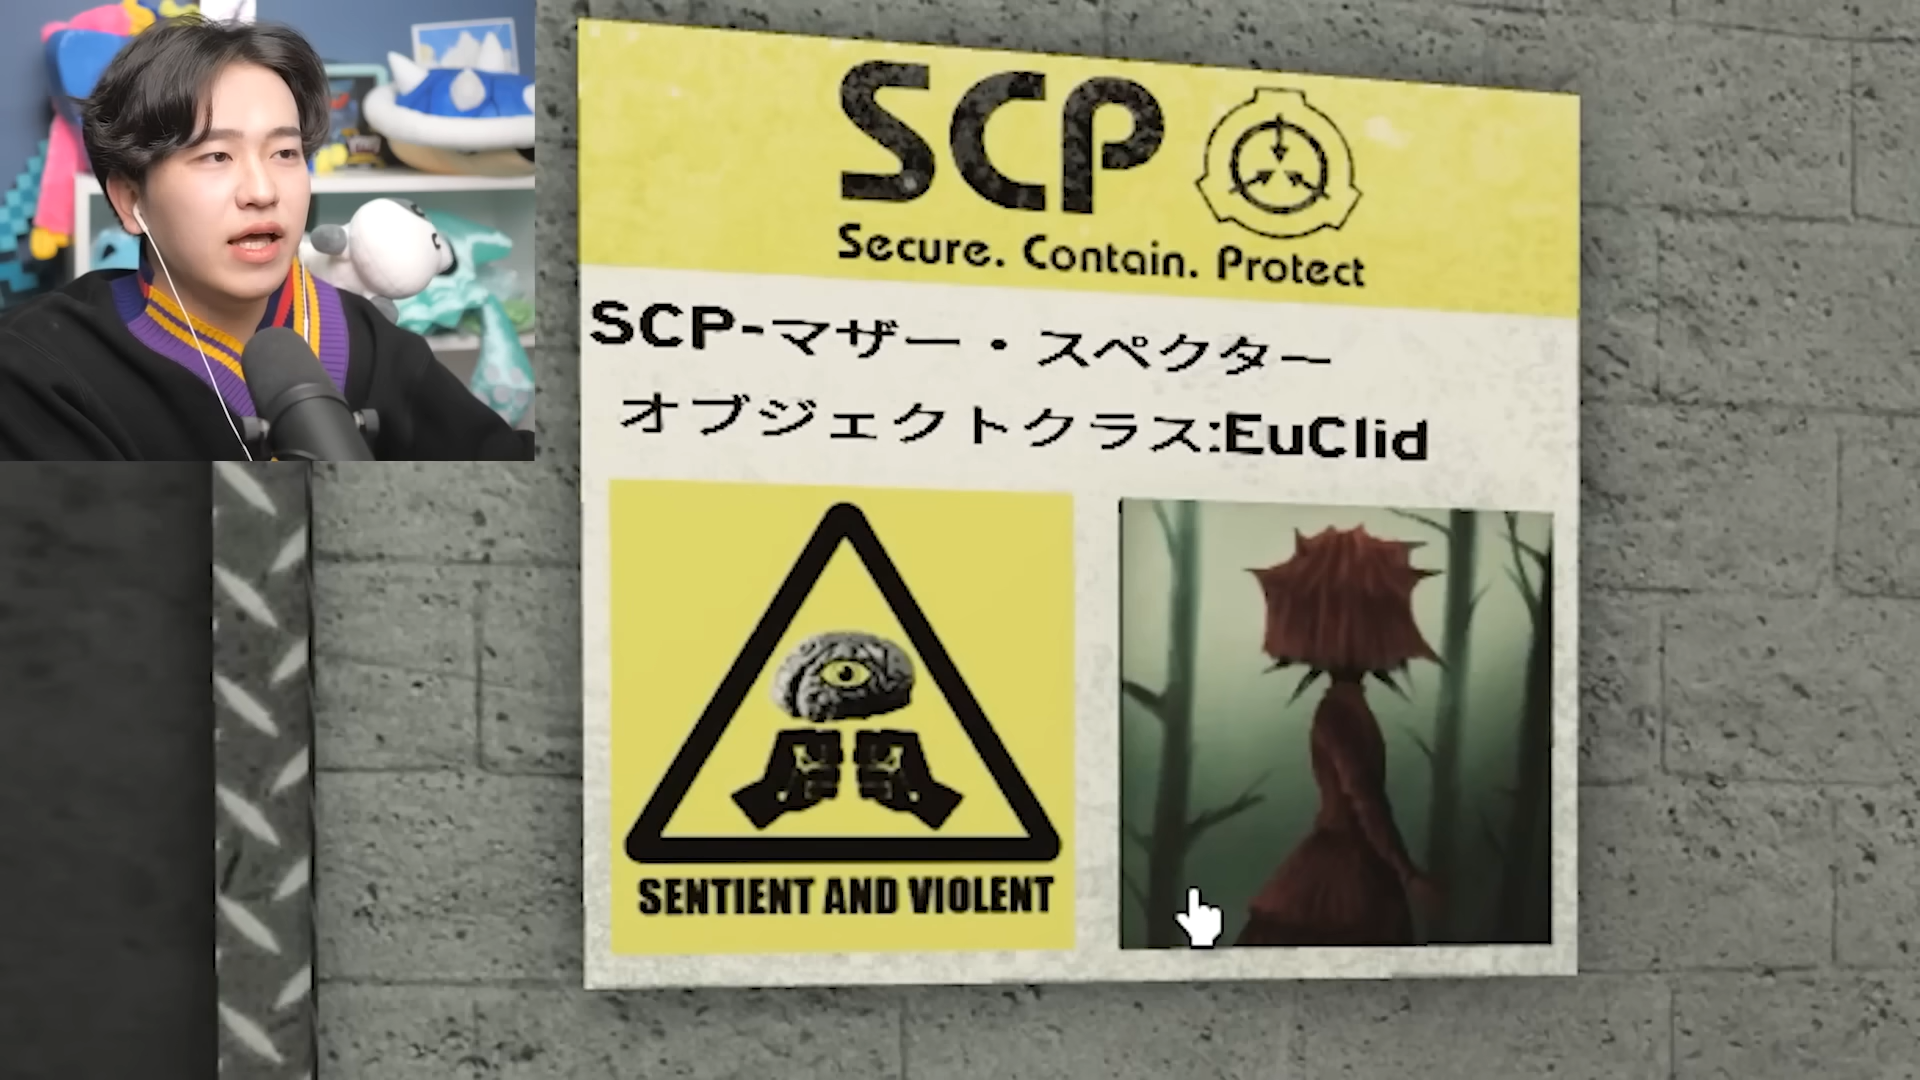 SCP
Secure. Contain. Protect
SCP-マザー・スペクター
オブジェクトクラス:EuClid
SENTIENT AND VIOLENT